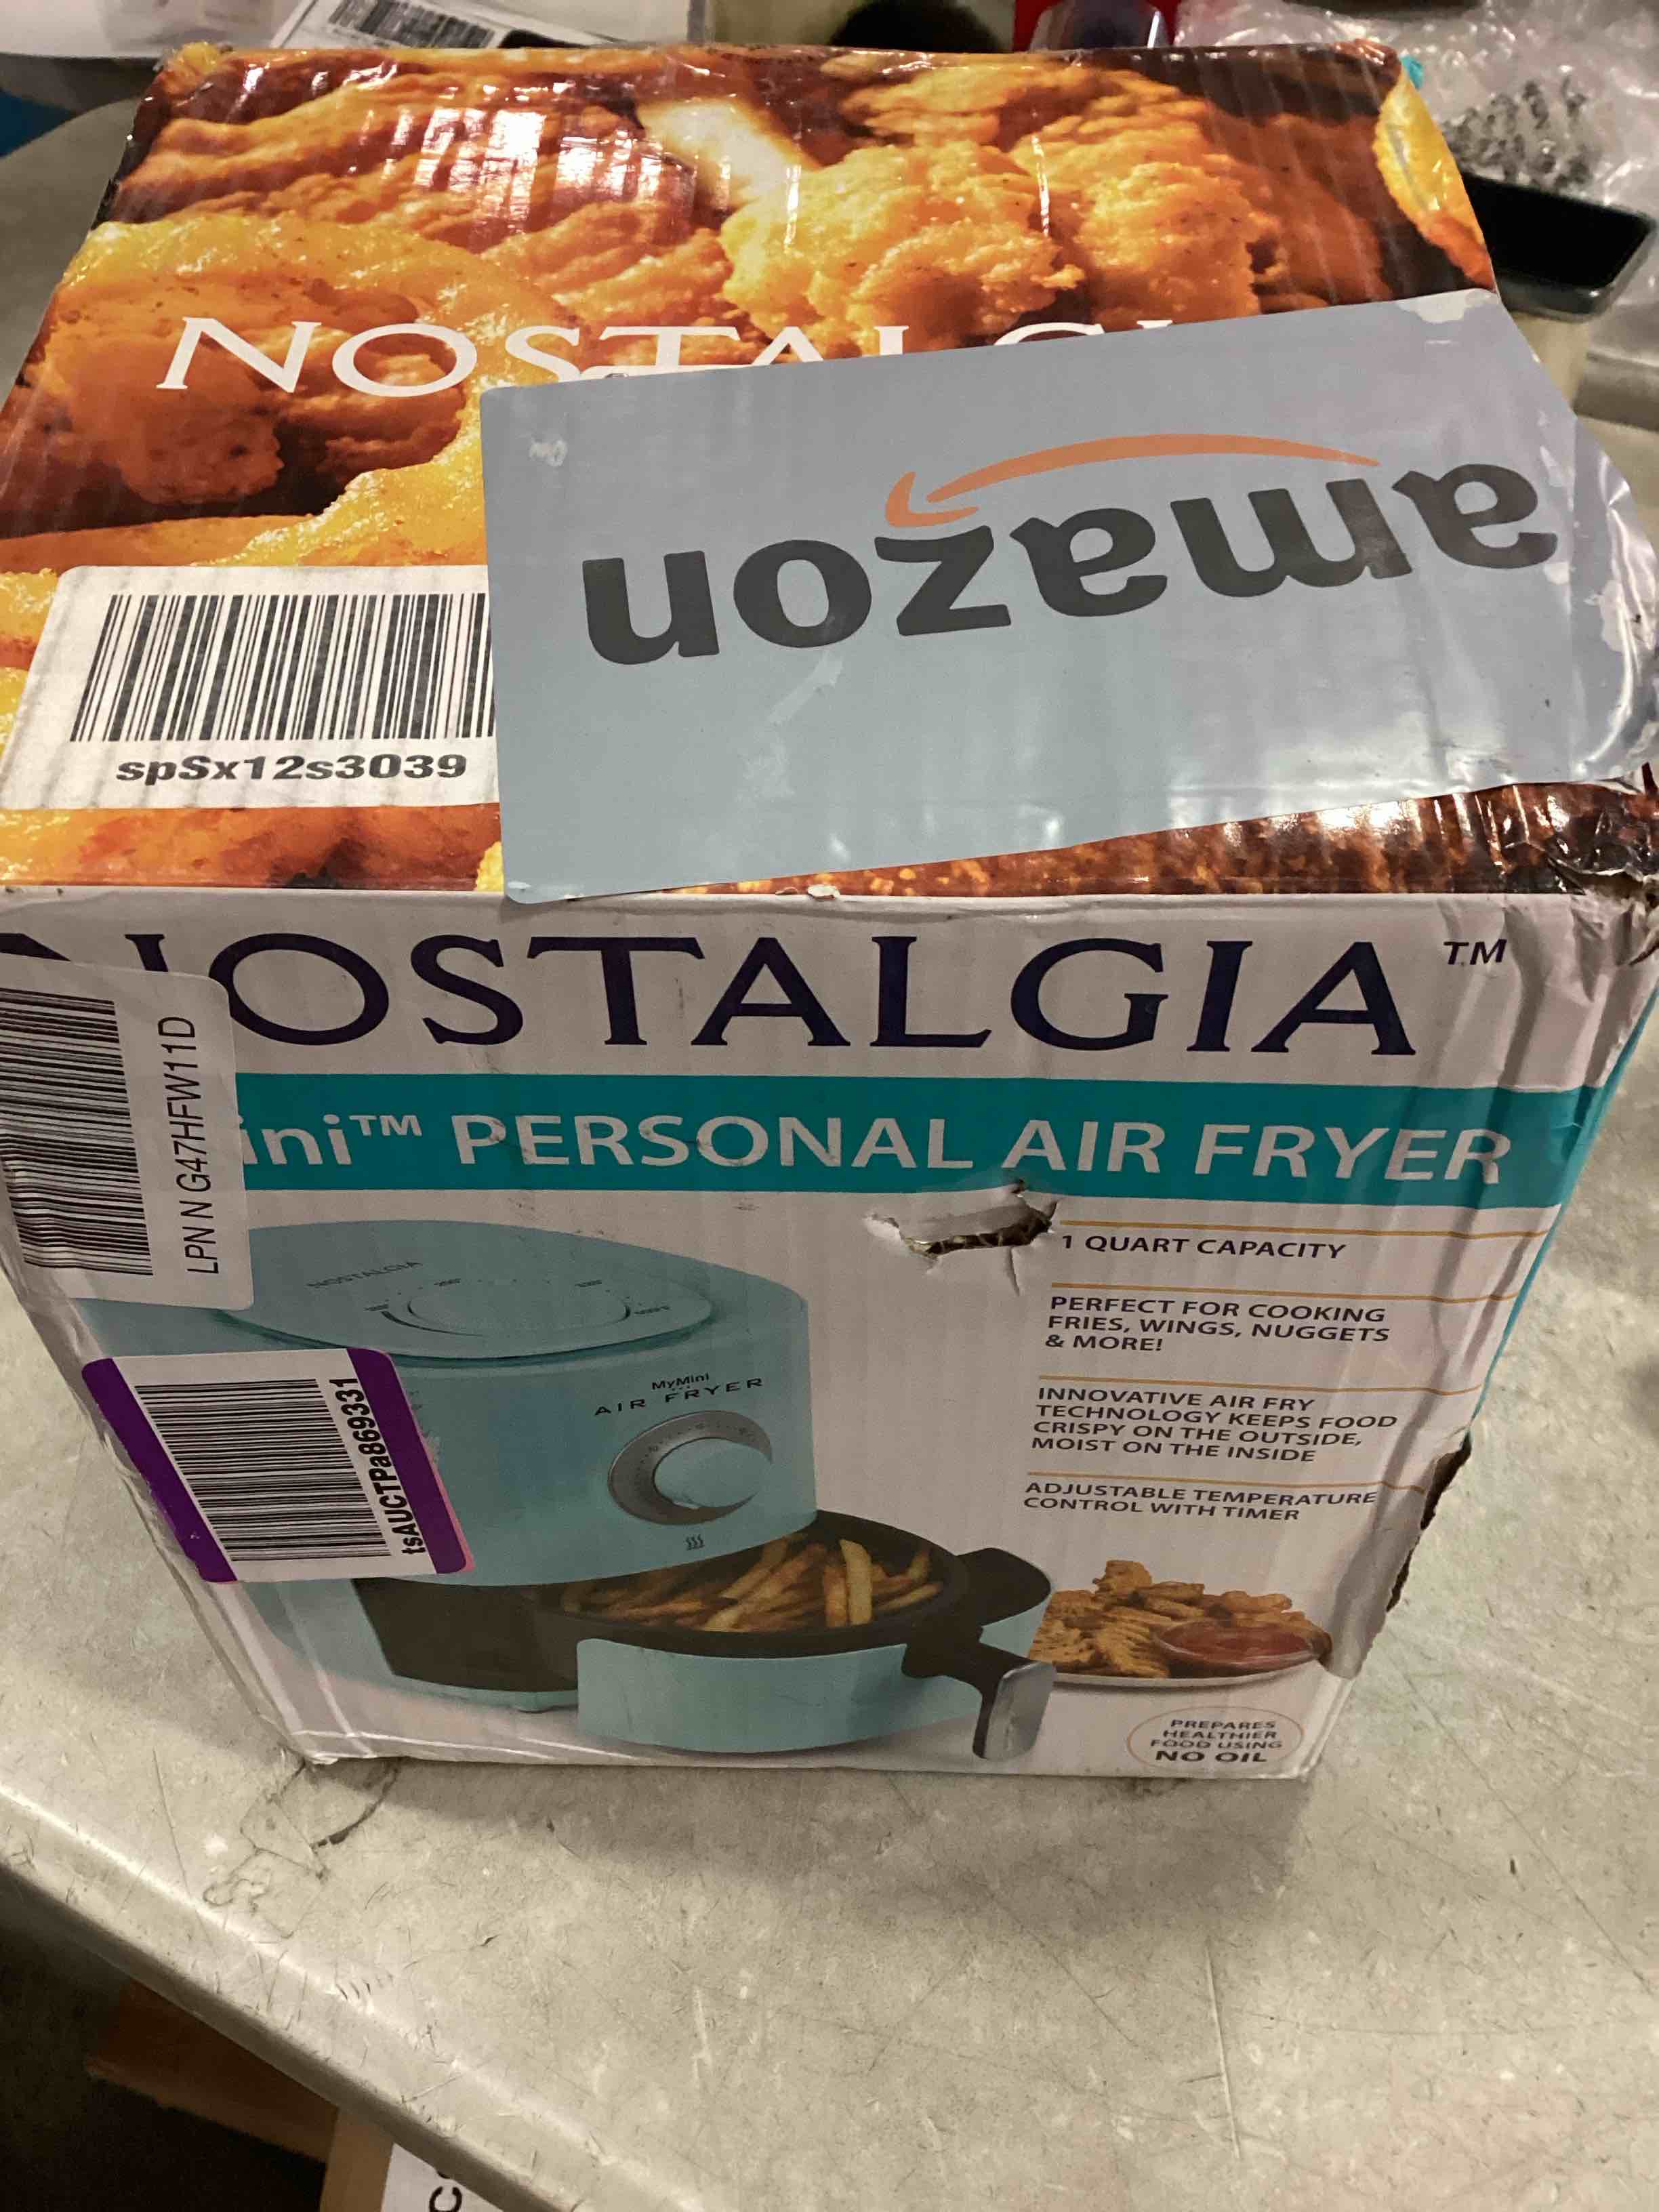 NOSTALGI
amazon
spSx12s3039
NOSTALGIA™
ini™ PERSONAL AIR FRYER
LPN N G47HFW11D
1 QUART CAPACITY
PERFECT FOR COOKING
FRIES, WINGS, NUGGETS
& MORE!
INNOVATIVE AIR FRY
TECHNOLOGY KEEPS FOOD
CRISPY ON THE OUTSIDE,
MOIST ON THE INSIDE
ADJUSTABLE TEMPERATURE
CONTROL WITH TIMER
NOSTALGIA
MyMini
AIR FRYER
tsAUCTPa869331
PREPARES
HEALTHIER
FOOD USING
NO OIL